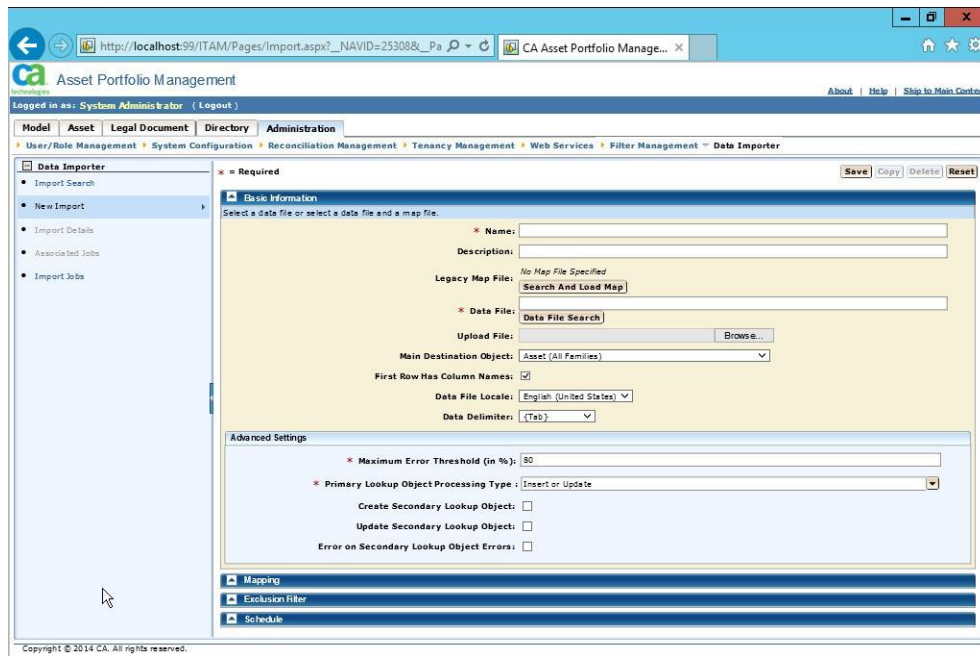 http://localhost:99/ITAM/Pages/Import.aspx?__NAVID=25308&__Pa
CA Asset Portfolio Manage...
ca technologies
Asset Portfolio Management
About | Help | Skip to Main Conte
Logged in as: System Administrator ( Logout )
Model Asset Legal Document Directory Administration
User/Role Management System Configuration Reconciliation Management Tenancy Management Web Services Filter Management Data Importer
Data Importer
Import Search
New Import
Import Details
Associated Jobs
Import Jobs
* = Required
Save Copy Delete Reset
Basic Information
Select a data file or select a data file and a map file.
* Name:
Description:
Legacy Map File: No Map File Specified
Search And Load Map
* Data File:
Data File Search
Upload File: Browse...
Main Destination Object: Asset (All Families)
First Row Has Column Names:
Data File Locale: English (United States)
Data Delimiter: {Tab}
Advanced Settings
* Maximum Error Threshold (in %): 80
* Primary Lookup Object Processing Type : Insert or Update
Create Secondary Lookup Object:
Update Secondary Lookup Object:
Error on Secondary Lookup Object Errors:
Mapping
Exclusion Filter
Schedule
Copyright © 2014 CA. All rights reserved.